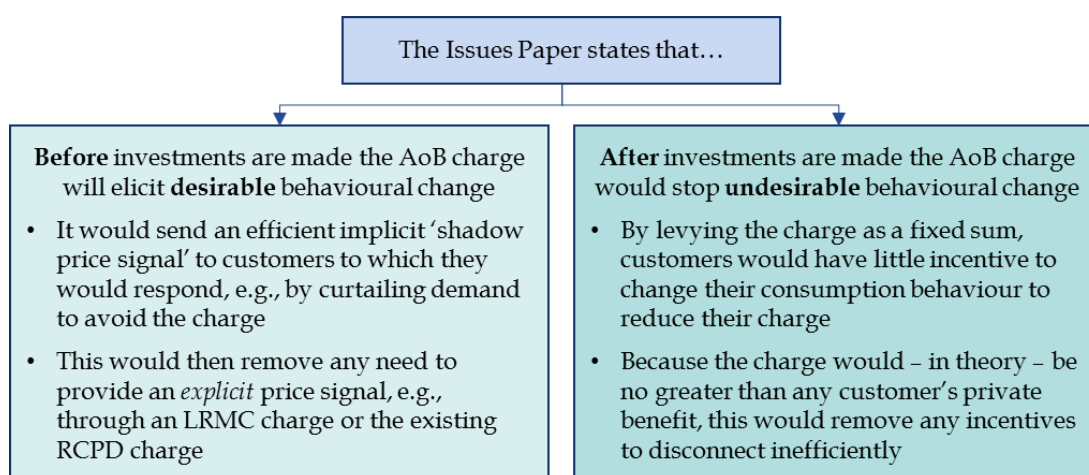 The Issues Paper states that…
Before investments are made the AoB charge
will elicit desirable behavioural change
• It would send an efficient implicit ‘shadow
price signal’ to customers to which they
would respond, e.g., by curtailing demand
to avoid the charge
• This would then remove any need to
provide an explicit price signal, e.g.,
through an LRMC charge or the existing
RCPD charge
After investments are made the AoB charge
would stop undesirable behavioural change
• By levying the charge as a fixed sum,
customers would have little incentive to
change their consumption behaviour to
reduce their charge
• Because the charge would – in theory – be
no greater than any customer’s private
benefit, this would remove any incentives
to disconnect inefficiently